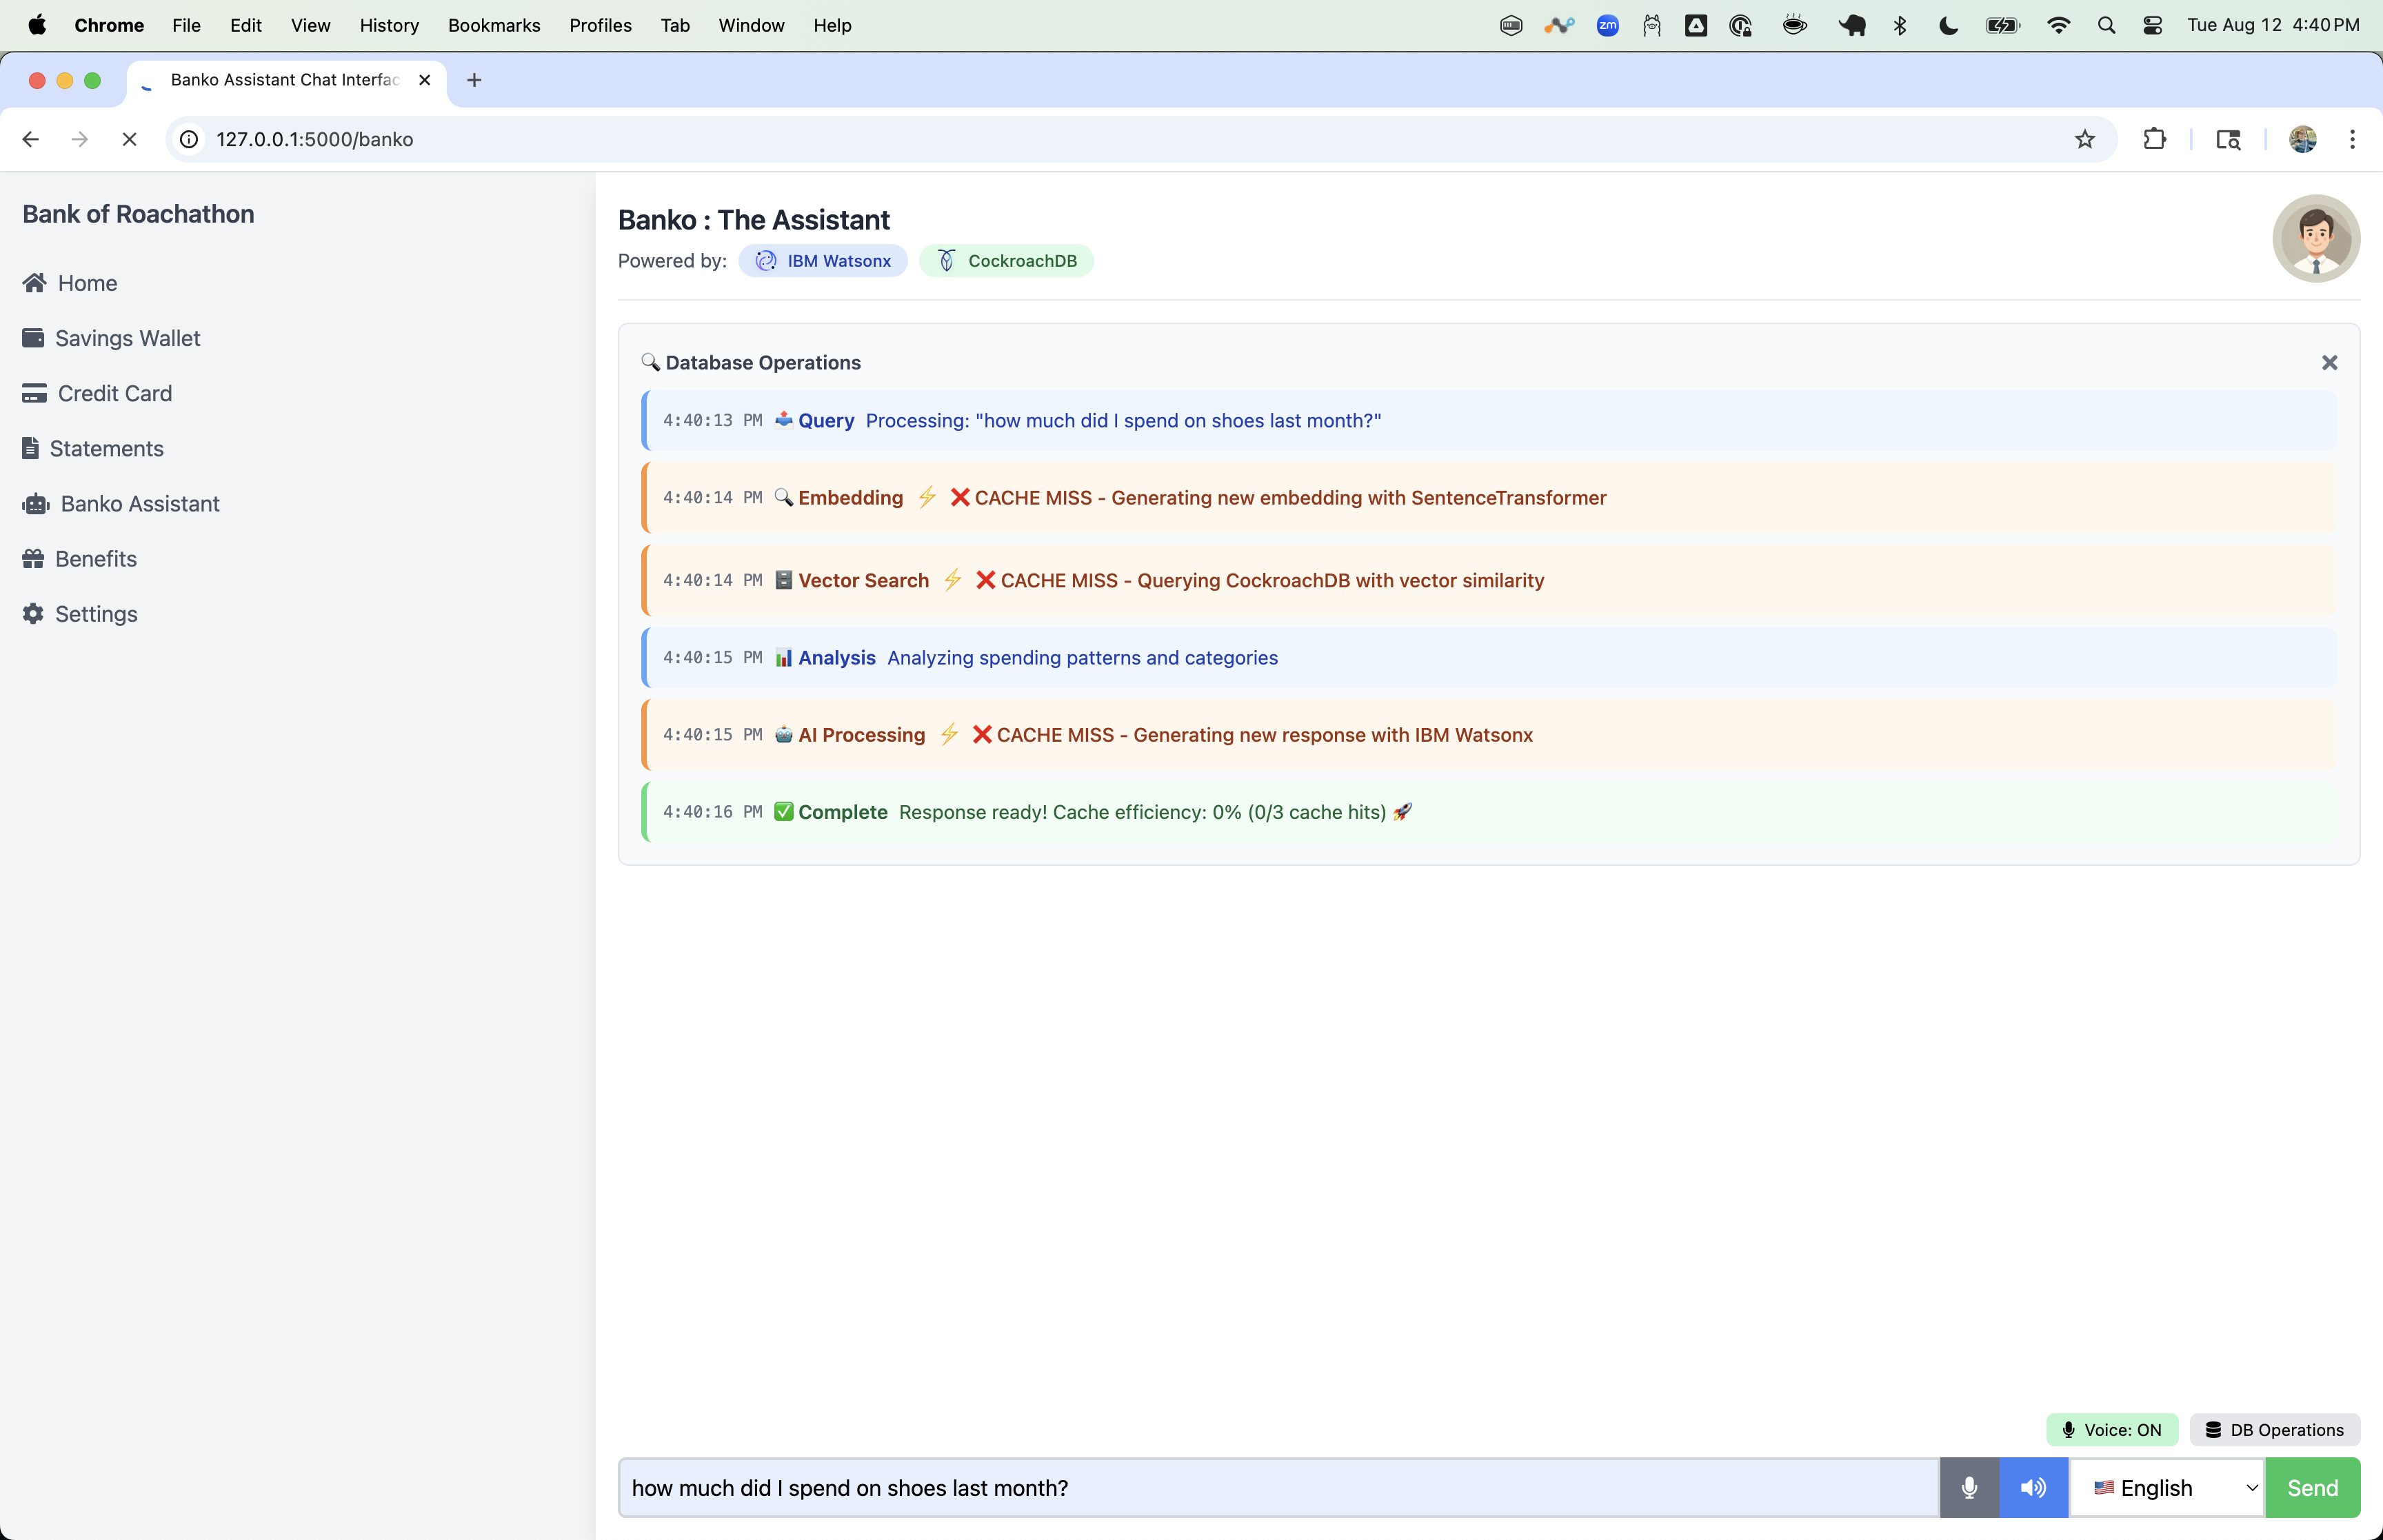 Chrome File Edit View History Bookmarks Profiles Tab Window Help zm Tue Aug 12 4:40 PM
Banko Assistant Chat Interfac
127.0.0.1:5000/banko
Bank of Roachathon
Home
Savings Wallet
Credit Card
Statements
Banko Assistant
Benefits
Settings
Banko : The Assistant
Powered by: IBM Watsonx CockroachDB
🔍 Database Operations
4:40:13 PM 📤 Query Processing: "how much did I spend on shoes last month?"
4:40:14 PM 🔍 Embedding ⚡ ❌ CACHE MISS - Generating new embedding with SentenceTransformer
4:40:14 PM 🗄️ Vector Search ⚡ ❌ CACHE MISS - Querying CockroachDB with vector similarity
4:40:15 PM 📊 Analysis Analyzing spending patterns and categories
4:40:15 PM 🤖 AI Processing ⚡ ❌ CACHE MISS - Generating new response with IBM Watsonx
4:40:16 PM ✅ Complete Response ready! Cache efficiency: 0% (0/3 cache hits) 🚀
Voice: ON DB Operations
how much did I spend on shoes last month? 🇺🇸 English Send